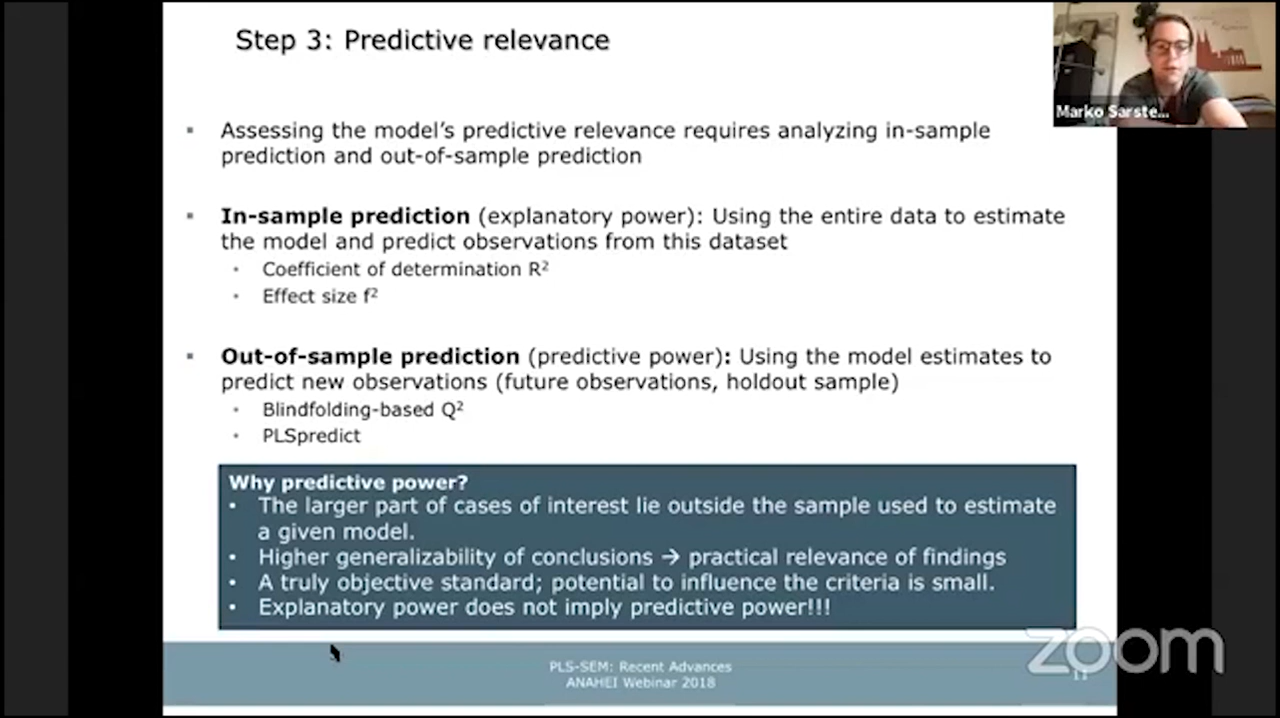 Step 3: Predictive relevance
Marko Sarste...
▪ Assessing the model's predictive relevance requires analyzing in-sample
prediction and out-of-sample prediction
▪ In-sample prediction (explanatory power): Using the entire data to estimate
the model and predict observations from this dataset
• Coefficient of determination R²
• Effect size f²
▪ Out-of-sample prediction (predictive power): Using the model estimates to
predict new observations (future observations, holdout sample)
• Blindfolding-based Q²
• PLSpredict
Why predictive power?
• The larger part of cases of interest lie outside the sample used to estimate
a given model.
• Higher generalizability of conclusions → practical relevance of findings
• A truly objective standard; potential to influence the criteria is small.
• Explanatory power does not imply predictive power!!!
PLS-SEM: Recent Advances
ANAHEI Webinar 2018
zoom
11